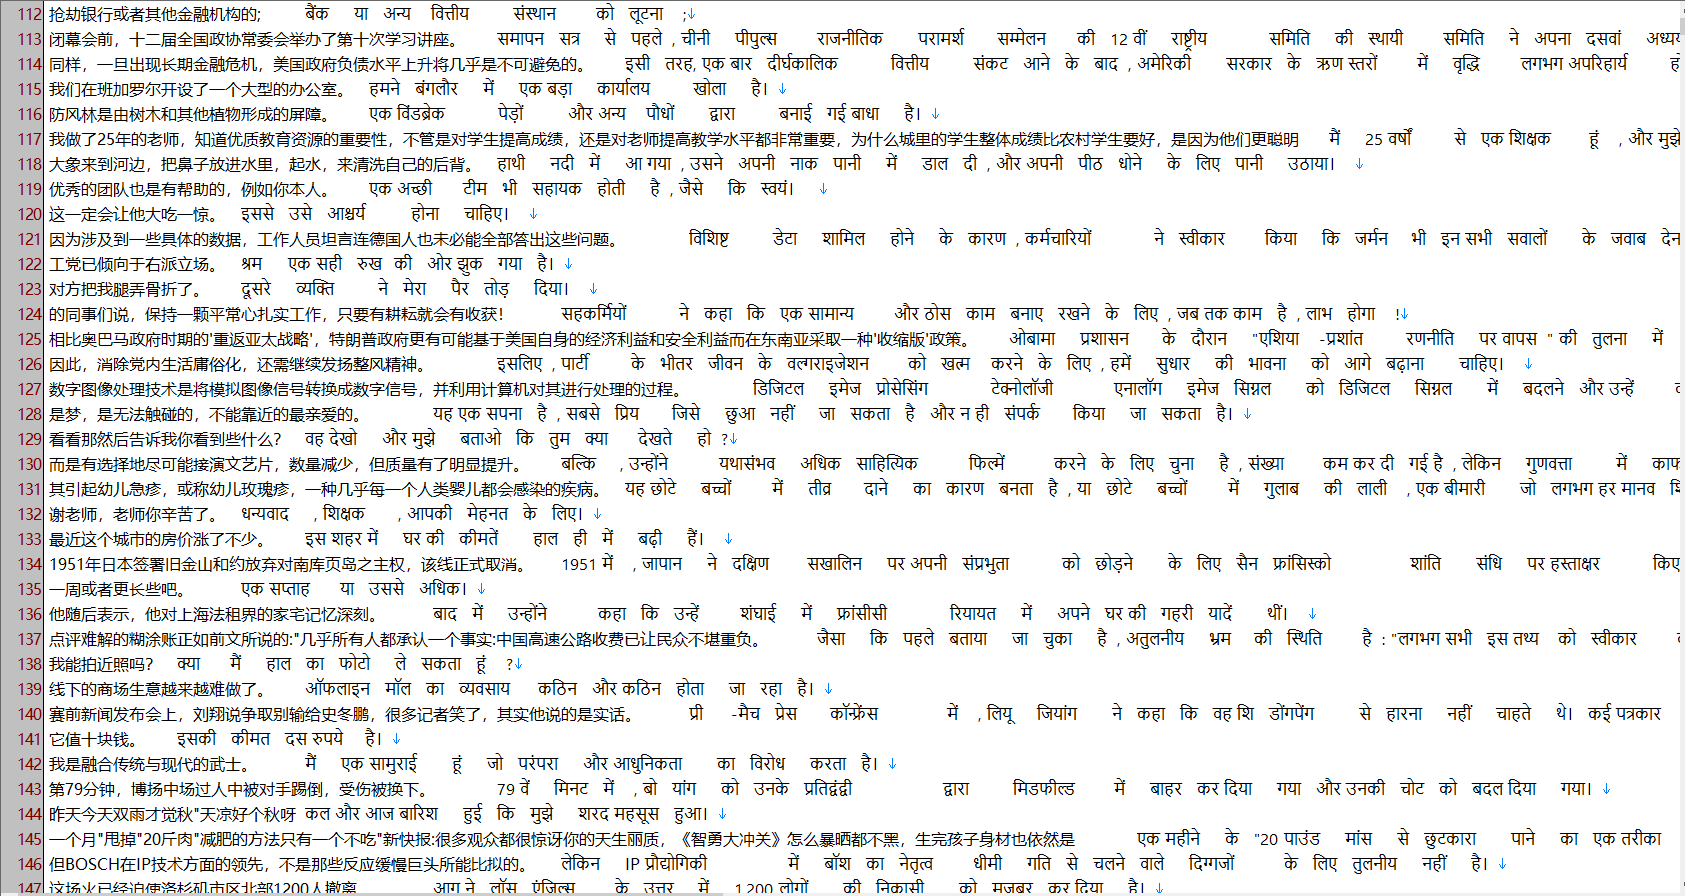 112 抢劫银行或者其他金融机构的; बैंक या अन्य वित्तीय संस्थान को लूटना ;↓
113 闭幕会前，十二届全国政协常委会举办了第十次学习讲座。 समापन सत्र से पहले , चीनी पीपुल्स राजनीतिक परामर्श सम्मेलन की 12 वीं राष्ट्रीय समिति की स्थायी समिति ने अपना दसवां
114 同样，一旦出现长期金融危机，美国政府负债水平上升将几乎是不可避免的。 इसी तरह, एक बार दीर्घकालिक वित्तीय संकट आने के बाद , अमेरिकी सरकार के ऋण स्तरों में वृद्धि लगभग अपरिहार्य
115 我们在班加罗尔开设了一个大型的办公室。 हमने बंगलौर में एक बड़ा कार्यालय खोला है। ↓
116 防风林是由树木和其他植物形成的屏障。 एक विंडब्रेक पेड़ों और अन्य पौधों द्वारा बनाई गई बाधा है। ↓
117 我做了25年的老师，知道优质教育资源的重要性，不管是对学生提高成绩，还是对老师提高教学水平都非常重要，为什么城里的学生整体成绩比农村学生要好，是因为他们更聪明 मैं 25 वर्षों से एक शिक्षक हूं , और मुझे
118 大象来到河边，把鼻子放进水里，起水，来清洗自己的后背。 हाथी नदी में आ गया , उसने अपनी नाक पानी में डाल दी , और अपनी पीठ धोने के लिए पानी उठाया। ↓
119 优秀的团队也是有帮助的，例如你本人。 एक अच्छी टीम भी सहायक होती है , जैसे कि स्वयं। ↓
120 这一定会让他大吃一惊。 इससे उसे आश्चर्य होना चाहिए। ↓
121 因为涉及到一些具体的数据，工作人员坦言连德国人也未必能全部答出这些问题。 विशिष्ट डेटा शामिल होने के कारण , कर्मचारियों ने स्वीकार किया कि जर्मन भी इन सभी सवालों के जवाब
122 工党已倾向于右派立场。 श्रम एक सही रुख की ओर झुक गया है। ↓
123 对方把我腿弄骨折了。 दूसरे व्यक्ति ने मेरा पैर तोड़ दिया। ↓
124 的同事们说，保持一颗平常心扎实工作，只要有耕耘就会有收获！ सहकर्मियों ने कहा कि एक सामान्य और ठोस काम बनाए रखने के लिए , जब तक काम है , लाभ होगा !↓
125 相比奥巴马政府时期的'重返亚太战略'，特朗普政府更有可能基于美国自身的经济利益和安全利益而在东南亚采取一种'收缩版'政策。 ओबामा प्रशासन के दौरान "एशिया -प्रशांत रणनीति पर वापस " की तुलना में
126 因此，消除党内生活庸俗化，还需继续发扬整风精神。 इसलिए , पार्टी के भीतर जीवन के वल्गराइजेशन को खत्म करने के लिए , हमें सुधार की भावना को आगे बढ़ाना चाहिए। ↓
127 数字图像处理技术是将模拟图像信号转换成数字信号，并利用计算机对其进行处理的过程。 डिजिटल इमेज प्रोसेसिंग टेक्नोलॉजी एनालॉग इमेज सिग्नल को डिजिटल सिग्नल में बदलने और उन्हें
128 是梦，是无法触碰的，不能靠近的最亲爱的。 यह एक सपना है , सबसे प्रिय जिसे छुआ नहीं जा सकता है और न ही संपर्क किया जा सकता है। ↓
129 看看那然后告诉我你看到些什么？ वह देखो और मुझे बताओ कि तुम क्या देखते हो ?↓
130 而是有选择地尽可能接演文艺片，数量减少，但质量有了明显提升。 बल्कि , उन्होंने यथासंभव अधिक साहित्यिक फिल्में करने के लिए चुना है , संख्या कम कर दी गई है , लेकिन गुणवत्ता में
131 其引起幼儿急疹，或称幼儿玫瑰疹，一种几乎每一个人类婴儿都会感染的疾病。 यह छोटे बच्चों में तीव्र दाने का कारण बनता है , या छोटे बच्चों में गुलाब की लाली , एक बीमारी जो लगभग हर मानव
132 谢老师，老师你辛苦了。 धन्यवाद , शिक्षक , आपकी मेहनत के लिए। ↓
133 最近这个城市的房价涨了不少。 इस शहर में घर की कीमतें हाल ही में बढ़ी हैं। ↓
134 1951年日本签署旧金山和约放弃对南库页岛之主权，该线正式取消。 1951 में , जापान ने दक्षिण सखालिन पर अपनी संप्रभुता को छोड़ने के लिए सैन फ्रांसिस्को शांति संधि पर हस्ताक्षर किए
135 一周或者更长些吧。 एक सप्ताह या उससे अधिक। ↓
136 他随后表示，他对上海法租界的家宅记忆深刻。 बाद में उन्होंने कहा कि उन्हें शंघाई में फ्रांसीसी रियायत में अपने घर की गहरी यादें थीं। ↓
137 点评难解的糊涂账正如前文所说的:"几乎所有人都承认一个事实:中国高速公路收费已让民众不堪重负。 जैसा कि पहले बताया जा चुका है , अतुलनीय भ्रम की स्थिति है : "लगभग सभी इस तथ्य को स्वीकार
138 我能拍近照吗？ क्या मैं हाल का फोटो ले सकता हूं ?↓
139 线下的商场生意越来越难做了。 ऑफलाइन मॉल का व्यवसाय कठिन और कठिन होता जा रहा है। ↓
140 赛前新闻发布会上，刘翔说争取别输给史冬鹏，很多记者笑了，其实他说的是实话。 प्री -मैच प्रेस कॉन्फ्रेंस में , लियू जियांग ने कहा कि वह शि डोंगपेंग से हारना नहीं चाहते थे। कई पत्रकार
141 它值十块钱。 इसकी कीमत दस रुपये है। ↓
142 我是融合传统与现代的武士。 मैं एक सामुराई हूं जो परंपरा और आधुनिकता का विरोध करता है। ↓
143 第79分钟，博扬中场过人中被对手踢倒，受伤被换下。 79 वें मिनट में , बो यांग को उनके प्रतिद्वंद्वी द्वारा मिडफील्ड में बाहर कर दिया गया और उनकी चोट को बदल दिया गया। ↓
144 昨天今天双雨才觉秋"天凉好个秋呀 कल और आज बारिश हुई कि मुझे शरद महसूस हुआ। ↓
145 一个月"甩掉"20斤肉"减肥的方法只有一个不吃"新快报:很多观众都很惊讶你的天生丽质，《智勇大冲关》怎么暴晒都不黑，生完孩子身材也依然是 एक महीने के "20 पाउंड मांस से छुटकारा पाने का एक तरीका
146 但BOSCH在IP技术方面的领先，不是那些反应缓慢巨头所能比拟的。 लेकिन IP प्रौद्योगिकी में बॉश का नेतृत्व धीमी गति से चलने वाले दिग्गजों के लिए तुलनीय नहीं है। ↓
147 这场火已经迫使洛杉矶市区北部1200人撤离 आग ने लॉस एंजिल्स के उत्तर में 1200 लोगों की निकासी को मजबूर कर दिया है। ↓